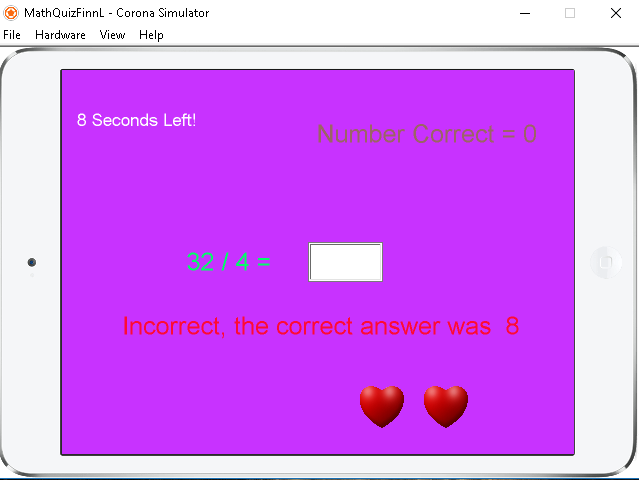 MathQuizFinnL - Corona Simulator
File Hardware View Help
8 Seconds Left!
Number Correct = 0
32 / 4 =
Incorrect, the correct answer was 8